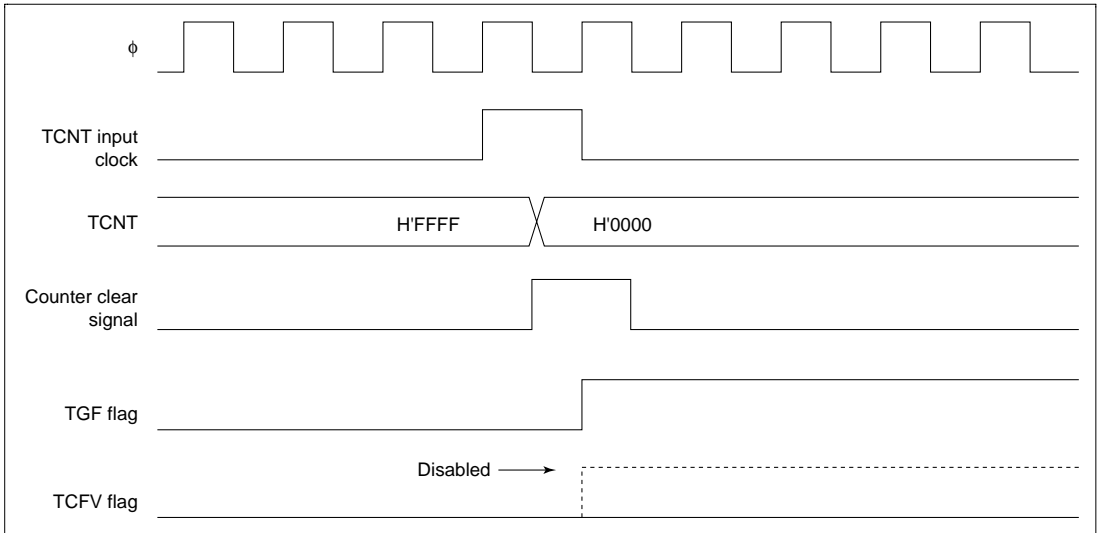 ϕ
TCNT input
clock
TCNT
H'FFFF
H'0000
Counter clear
signal
TGF flag
Disabled
TCFV flag